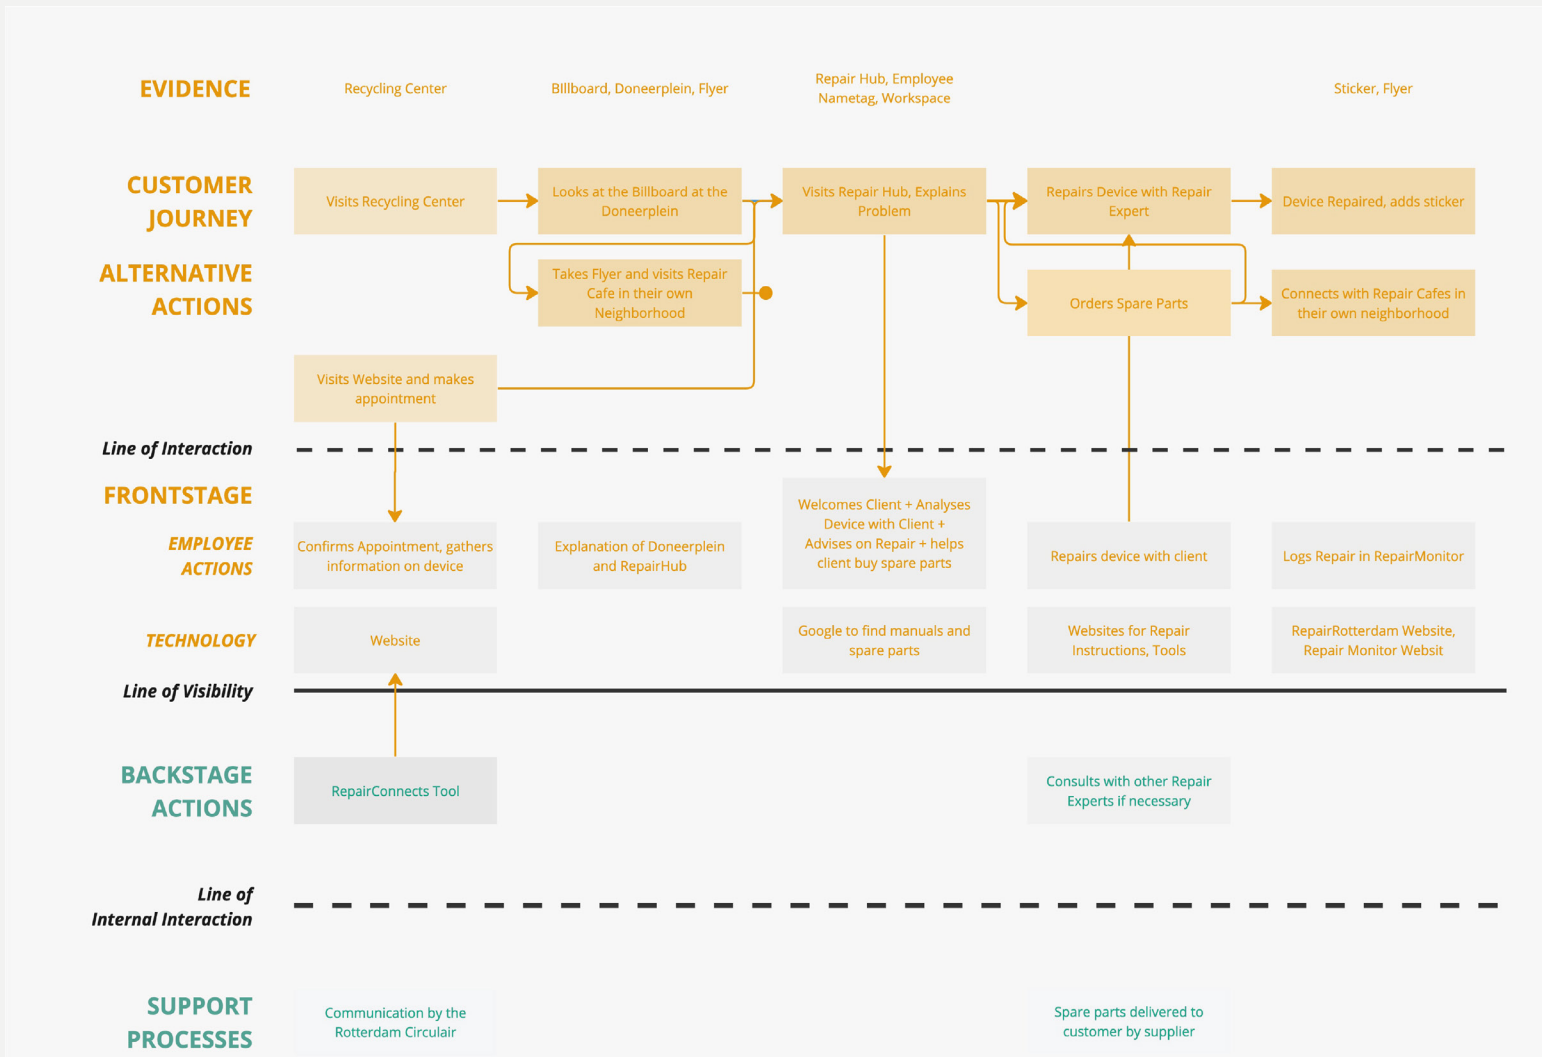 EVIDENCE
Recycling Center
BIllboard, Doneerplein, Flyer
Repair Hub, Employee
Nametag, Workspace
Sticker, Flyer
CUSTOMER
JOURNEY
Visits Recycling Center
Looks at the Billboard at the
Doneerplein
Visits Repair Hub, Explains
Problem
Repairs Device with Repair
Expert
Device Repaired, adds sticker
ALTERNATIVE
ACTIONS
Takes Flyer and visits Repair
Cafe in their own
Neighborhood
Orders Spare Parts
Connects with Repair Cafes in
their own neighborhood
Visits Website and makes
appointment
Line of Interaction
FRONTSTAGE
EMPLOYEE
ACTIONS
Confirms Appointment, gathers
information on device
Explanation of Doneerplein
and RepairHub
Welcomes Client + Analyses
Device with Client +
Advises on Repair + helps
client buy spare parts
Repairs device with client
Logs Repair in RepairMonitor
TECHNOLOGY
Website
Google to find manuals and
spare parts
Websites for Repair
Instructions, Tools
RepairRotterdam Website,
Repair Monitor Websit
Line of Visibility
BACKSTAGE
ACTIONS
RepairConnects Tool
Consults with other Repair
Experts if necessary
Line of
Internal Interaction
SUPPORT
PROCESSES
Communication by the
Rotterdam Circulair
Spare parts delivered to
customer by supplier